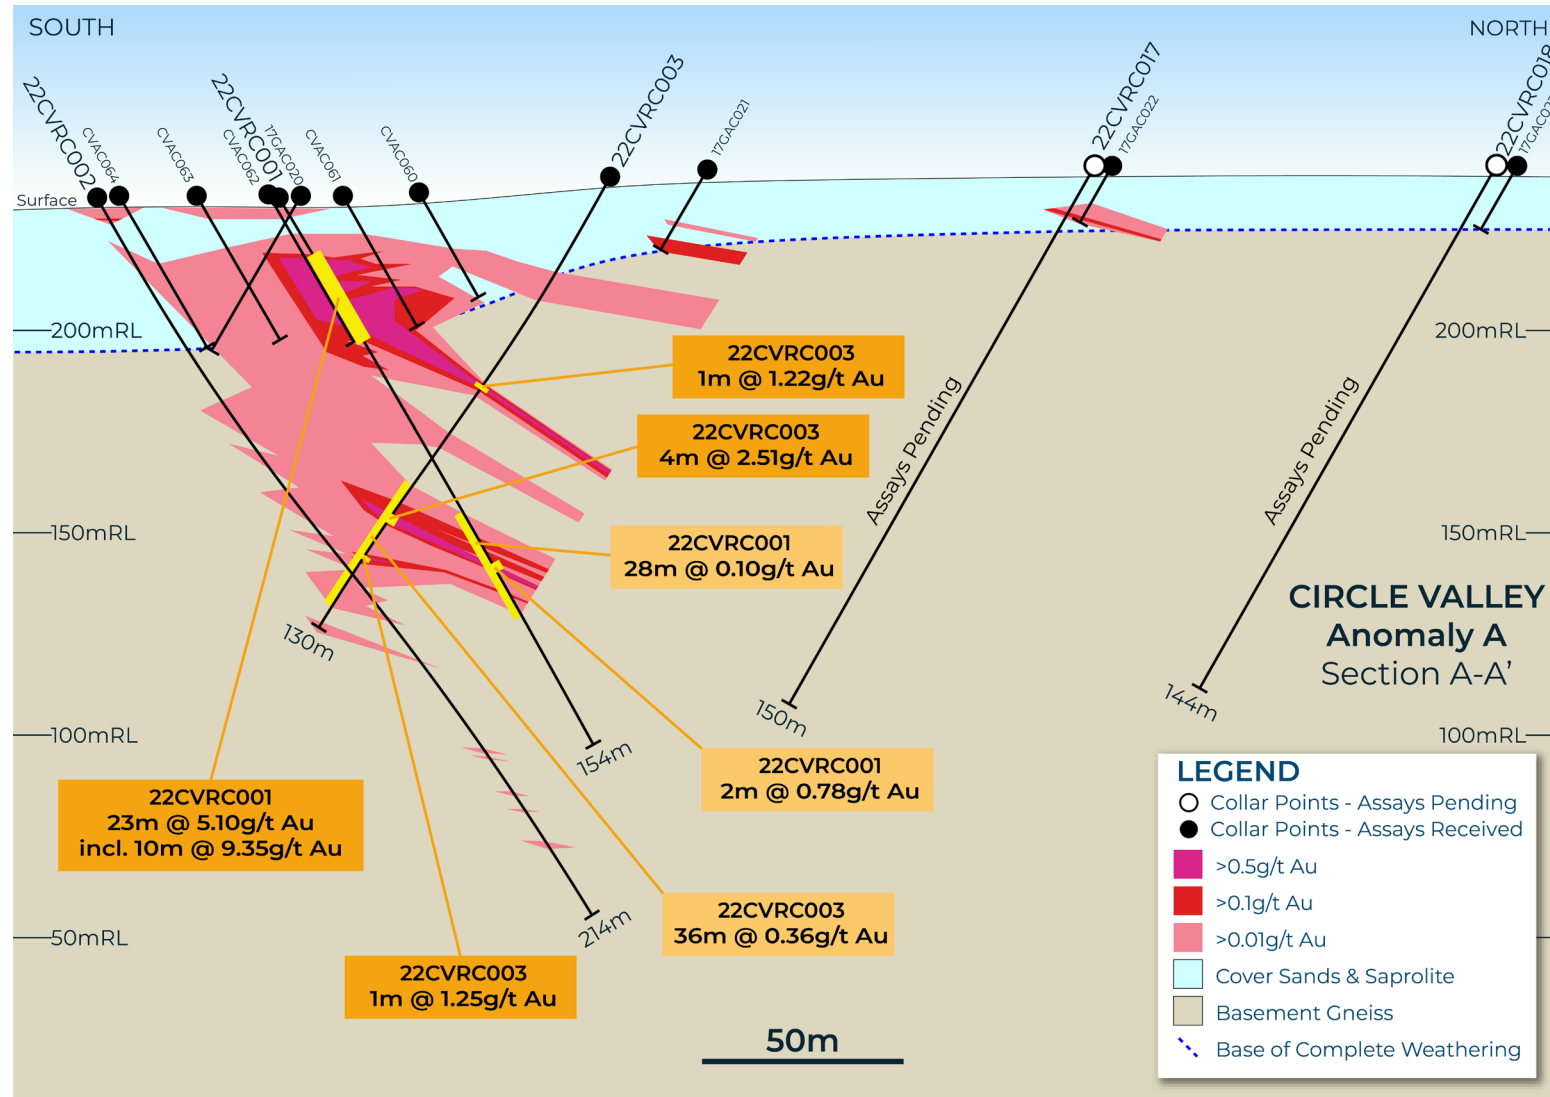 SOUTH
NORTH
22CVRC002
CVAC064
CVAC063
CVAC062
22CVRC001
17GAC020
CVAC061
CVAC060
22CVRC003
17GAC021
22CVRC017
17GAC022
22CVRC018
Surface
200mRL
200mRL
22CVRC003
1m @ 1.22g/t Au
22CVRC003
4m @ 2.51g/t Au
Assays Pending
Assays Pending
150mRL
150mRL
22CVRC001
28m @ 0.10g/t Au
CIRCLE VALLEY
Anomaly A
Section A-A’
130m
150m
144m
154m
100mRL
100mRL
22CVRC001
2m @ 0.78g/t Au
22CVRC001
23m @ 5.10g/t Au
incl. 10m @ 9.35g/t Au
214m
22CVRC003
36m @ 0.36g/t Au
50mRL
22CVRC003
1m @ 1.25g/t Au
50m
LEGEND
Collar Points - Assays Pending
Collar Points - Assays Received
>0.5g/t Au
>0.1g/t Au
>0.01g/t Au
Cover Sands & Saprolite
Basement Gneiss
Base of Complete Weathering